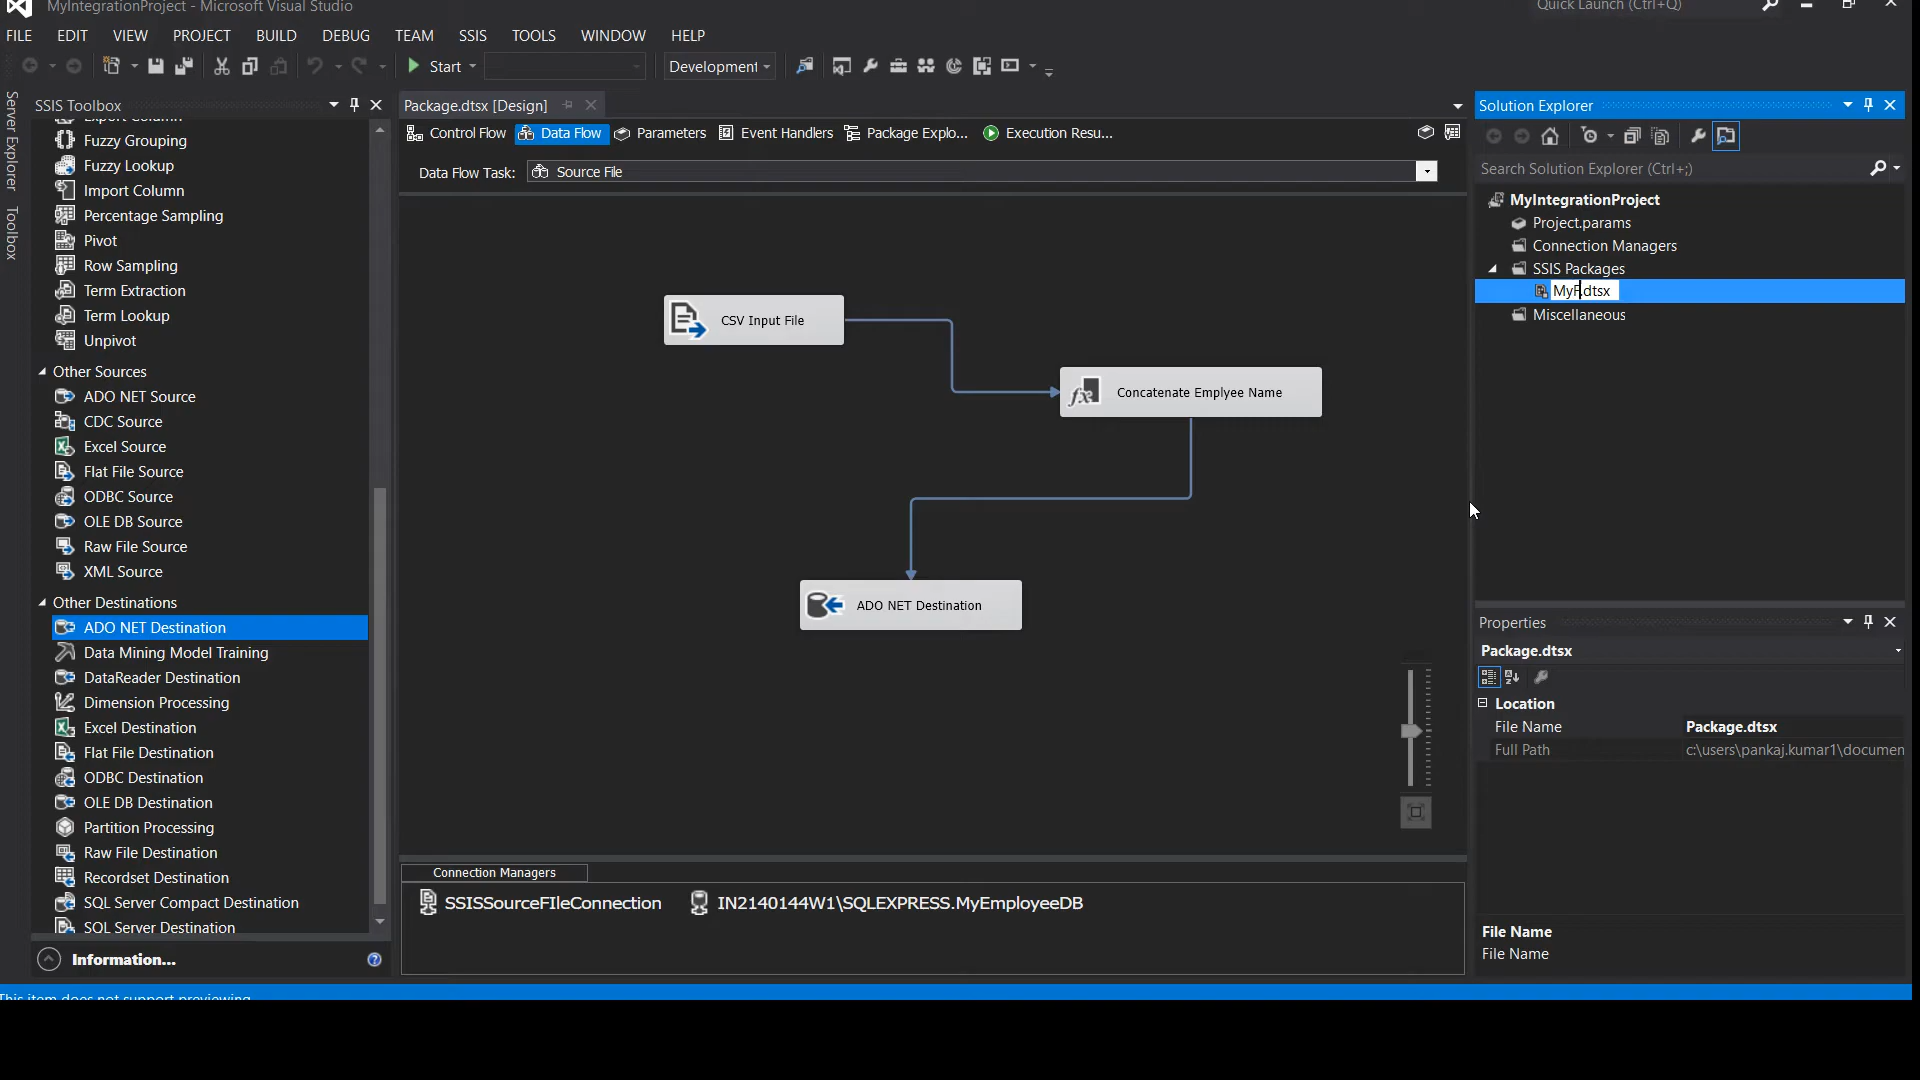 MyIntegrationProject - Microsoft Visual Studio
Quick Launch (Ctrl+Q)
FILE EDIT VIEW PROJECT BUILD DEBUG TEAM SSIS TOOLS WINDOW HELP
Start
Development
Server Explorer
Toolbox
SSIS Toolbox
Export Column
Fuzzy Grouping
Fuzzy Lookup
Import Column
Percentage Sampling
Pivot
Row Sampling
Term Extraction
Term Lookup
Unpivot
Other Sources
ADO NET Source
CDC Source
Excel Source
Flat File Source
ODBC Source
OLE DB Source
Raw File Source
XML Source
Other Destinations
ADO NET Destination
Data Mining Model Training
DataReader Destination
Dimension Processing
Excel Destination
Flat File Destination
ODBC Destination
OLE DB Destination
Partition Processing
Raw File Destination
Recordset Destination
SQL Server Compact Destination
SQL Server Destination
Information...
Package.dtsx [Design]
Control Flow Data Flow Parameters Event Handlers Package Explo... Execution Resu...
Data Flow Task: Source File
CSV Input File
Concatenate Emplyee Name
ADO NET Destination
Connection Managers
SSISSourceFIleConnection IN2140144W1\SQLEXPRESS.MyEmployeeDB
Solution Explorer
Search Solution Explorer (Ctrl+;)
MyIntegrationProject
Project.params
Connection Managers
SSIS Packages
MyF.dtsx
Miscellaneous
Properties
Package.dtsx
Location
File Name Package.dtsx
Full Path c:\users\pankaj.kumar1\documen
File Name
File Name
This item does not support previewing